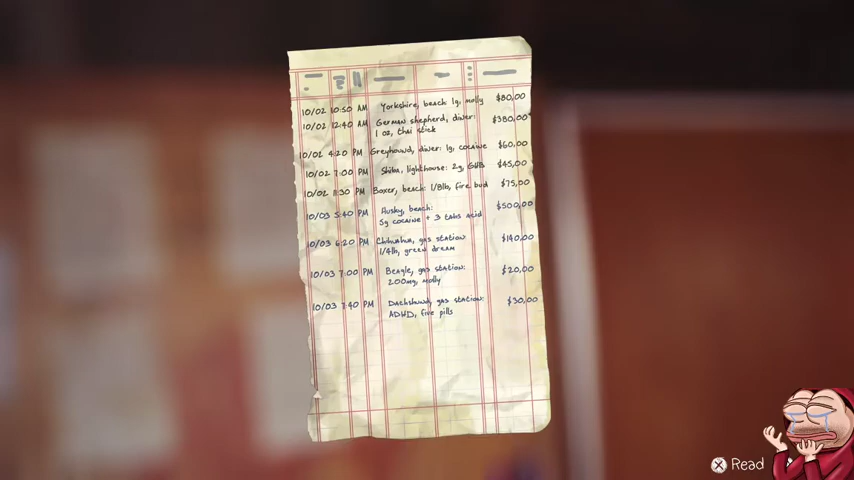 10/02 10:50 AM Yorkshire, beach: 1g, molly $80,00
10/02 12:40 AM German shepherd, diner: $380,00
1 oz, thai stick
10/02 4:20 PM Greyhound, diner: 1g, cocaine $60,00
10/02 7:00 PM Shiba, lighthouse: 2g, GHB $45,00
10/02 11:30 PM Boxer, beach: 1/8lb, fire bud $75,00
10/03 5:40 PM Husky, beach: $500,00
5g cocaine + 3 tabs acid
10/03 6:20 PM Chihuahua, gas station: $140,00
1/4lb, green dream
10/03 7:00 PM Beagle, gas station: $20,00
200mg, molly
10/03 7:40 PM Dachshund, gas station: $30,00
ADHD, five pills
X Read